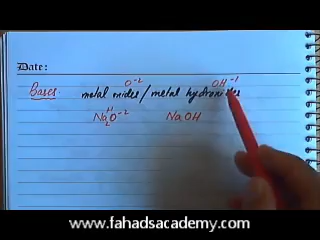 Date:
O⁻² OH⁻¹
Bases. metal oxides / metal hydroxides
Na₂⁺¹O⁻² NaOH
www.fahadsacademy.com